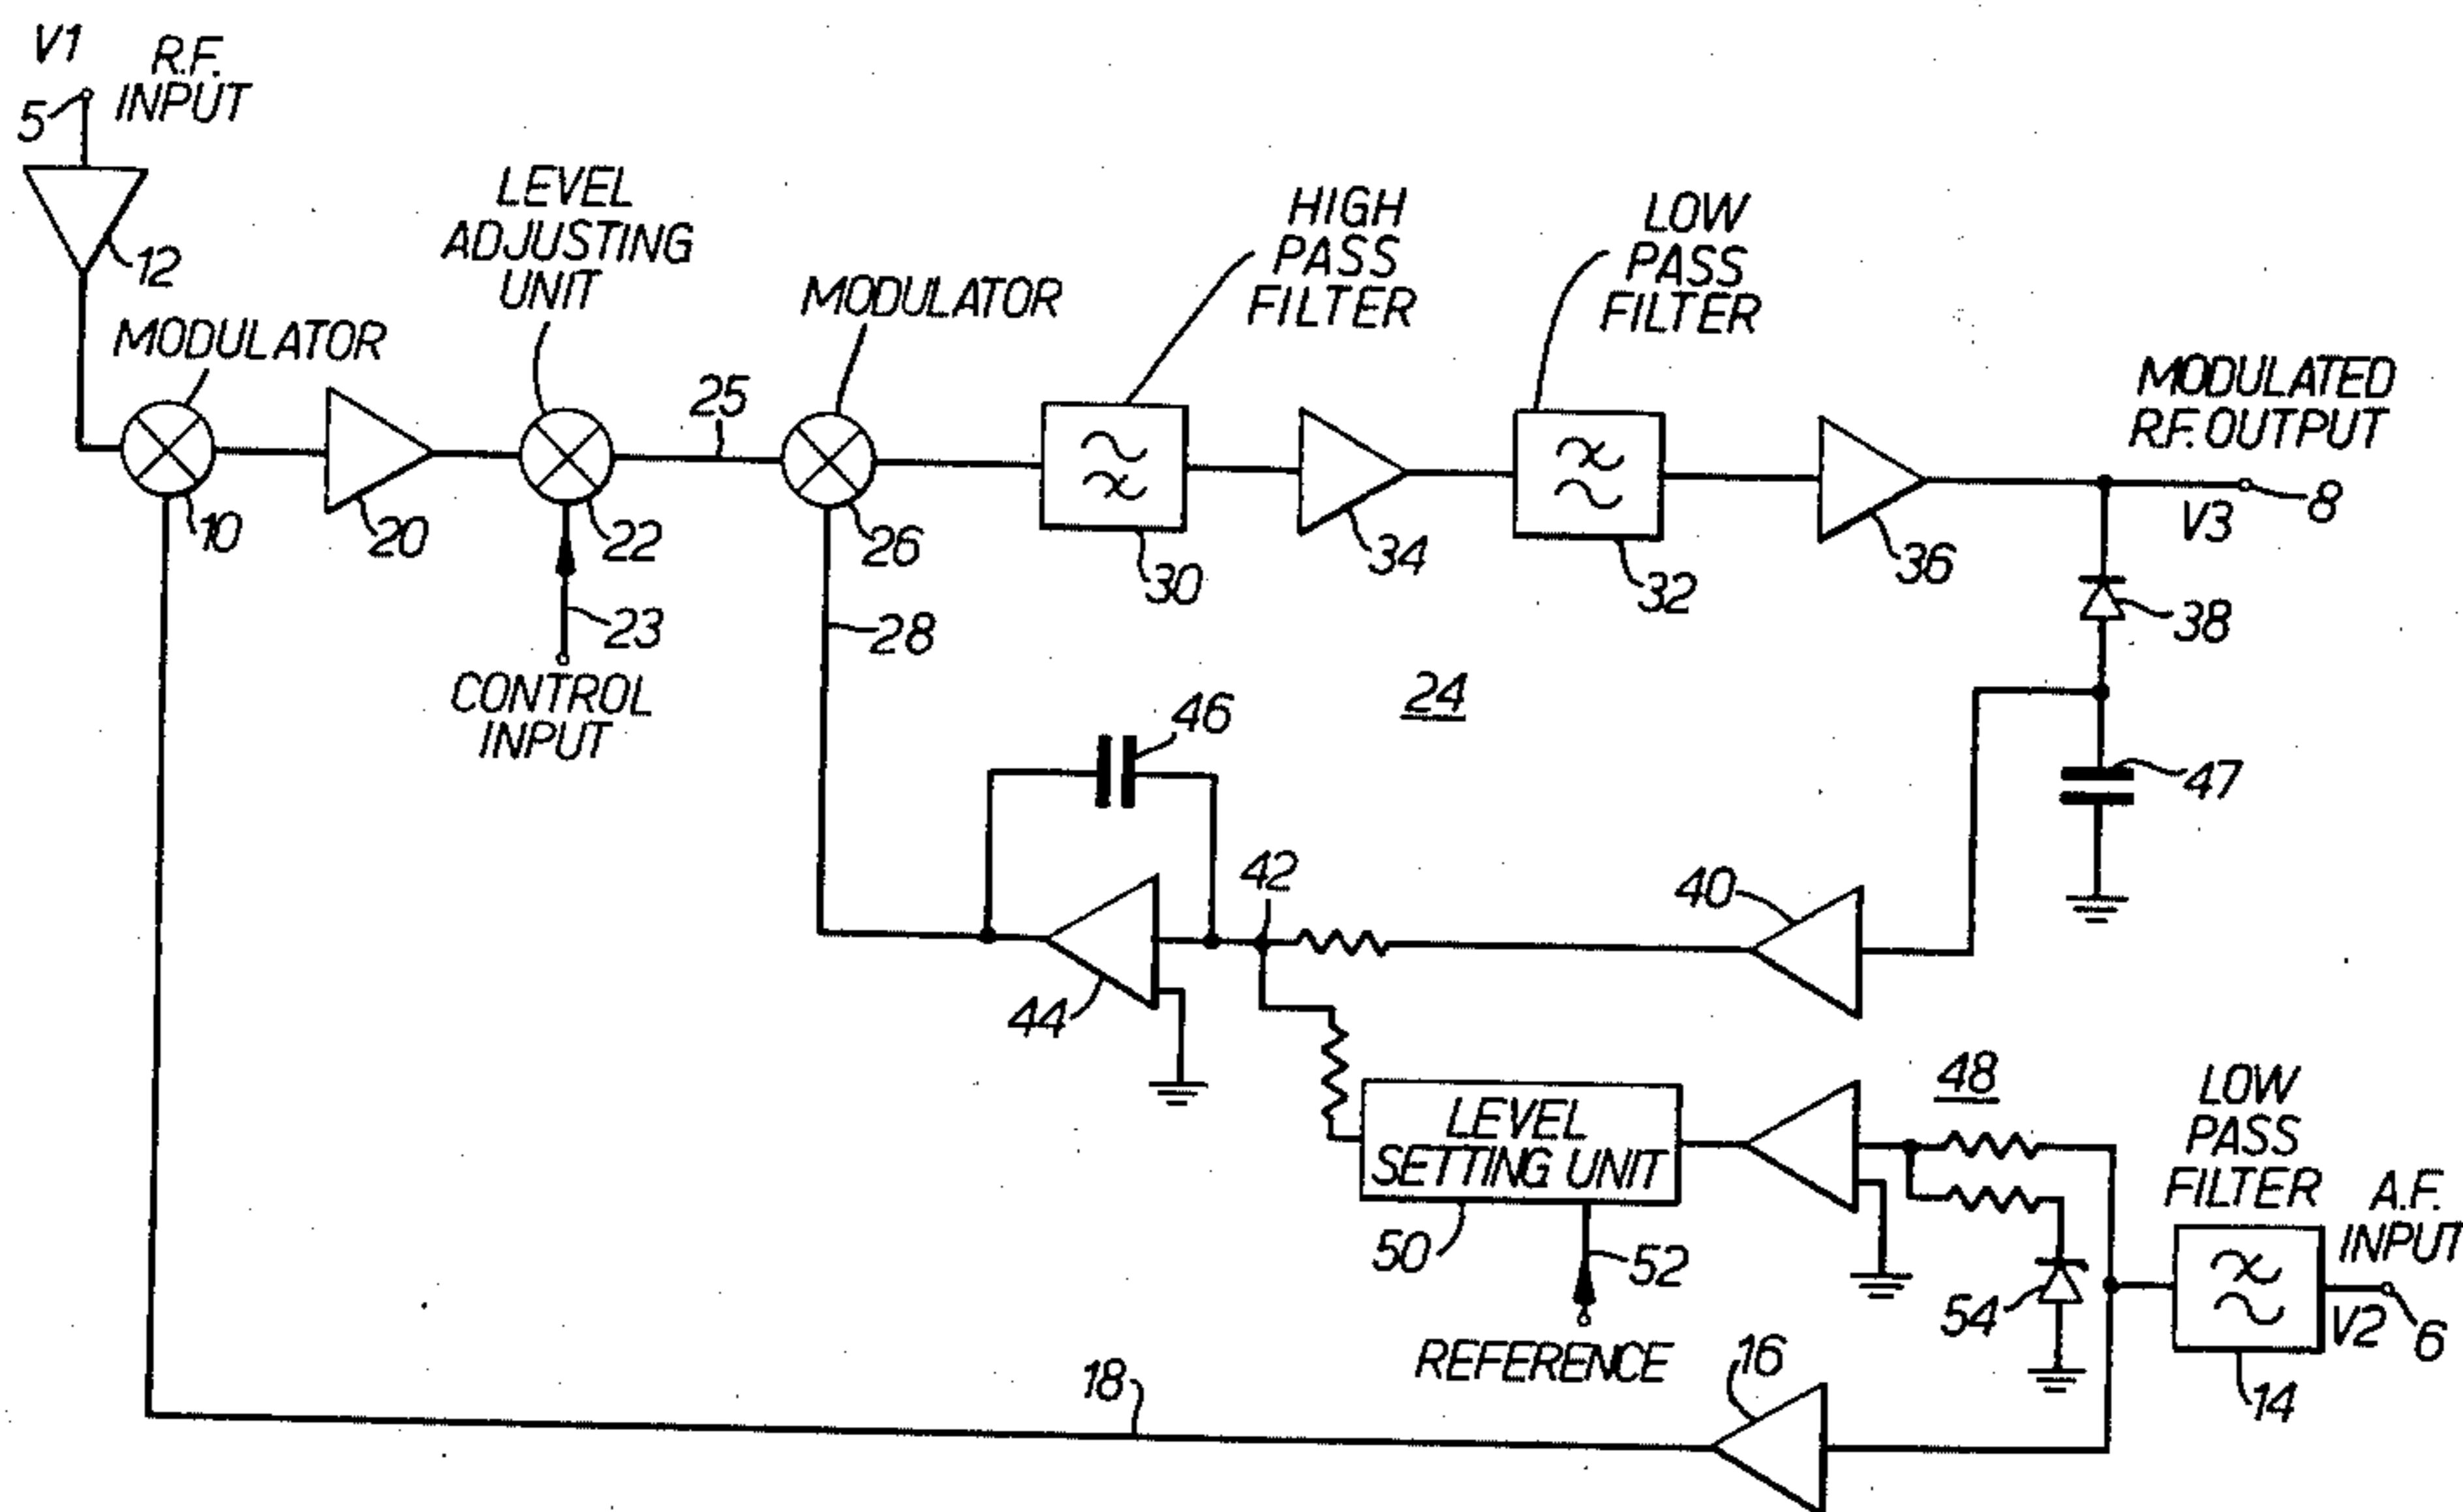 V1
R.F.
INPUT
5
12
MODULATOR
10
20
LEVEL
ADJUSTING
UNIT
22
23
CONTROL
INPUT
25
MODULATOR
26
28
HIGH
PASS
FILTER
30
34
LOW
PASS
FILTER
32
36
MODULATED
R.F. OUTPUT
V3
8
38
24
46
47
42
40
44
48
LOW
PASS
FILTER
A.F.
INPUT
LEVEL
SETTING UNIT
50
52
REFERENCE
54
V2
6
14
16
18